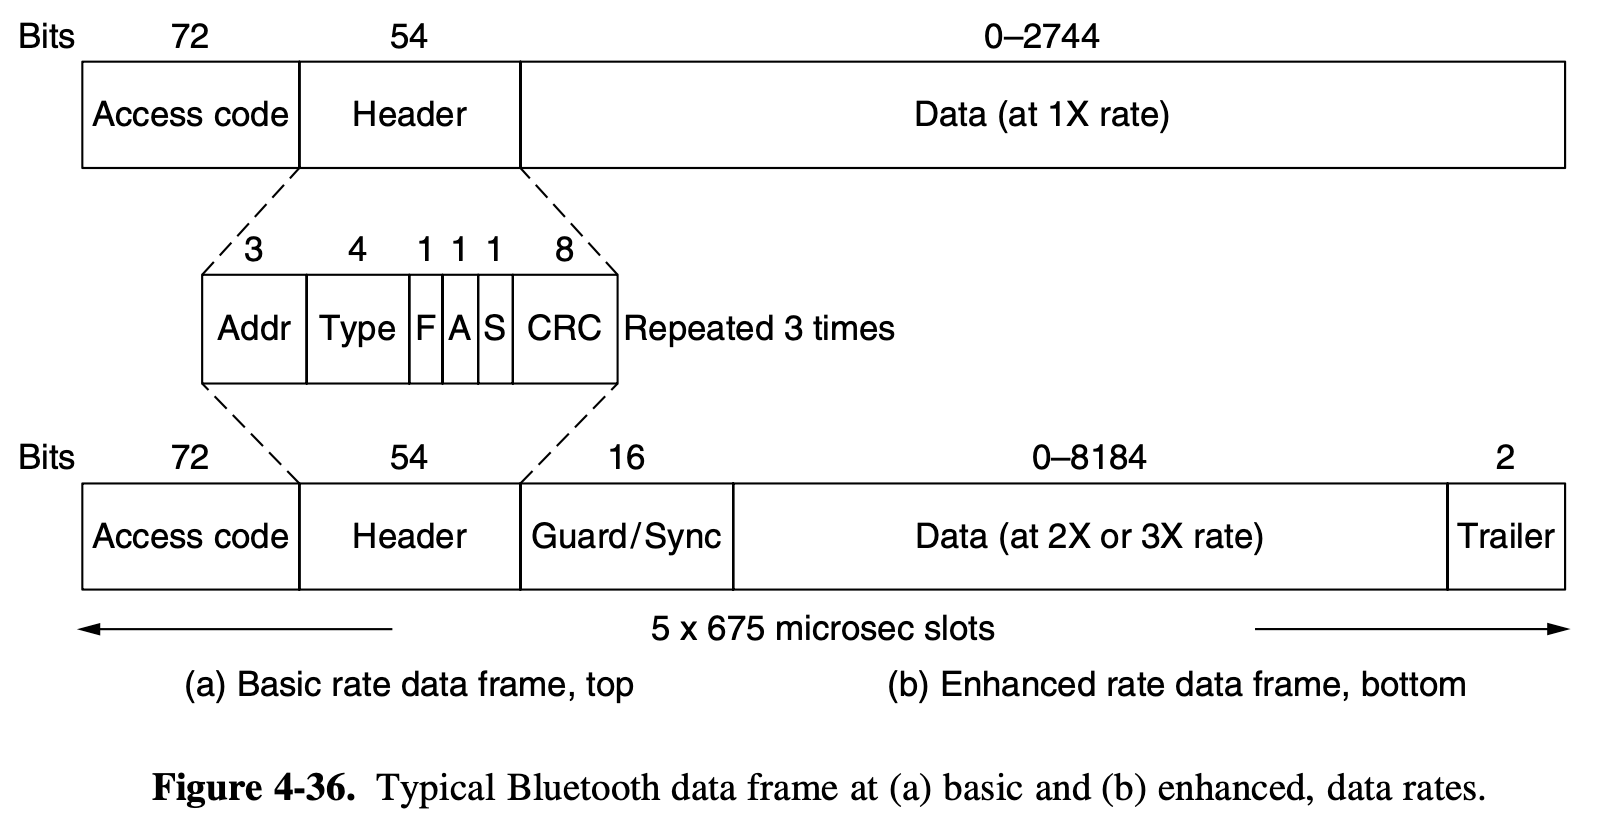 Bits 72 54 0–2744
Access code Header Data (at 1X rate)
3 4 1 1 1 8
Addr Type F A S CRC Repeated 3 times
Bits 72 54 16 0–8184 2
Access code Header Guard/Sync Data (at 2X or 3X rate) Trailer
5 x 675 microsec slots
(a) Basic rate data frame, top (b) Enhanced rate data frame, bottom
Figure 4-36. Typical Bluetooth data frame at (a) basic and (b) enhanced, data rates.